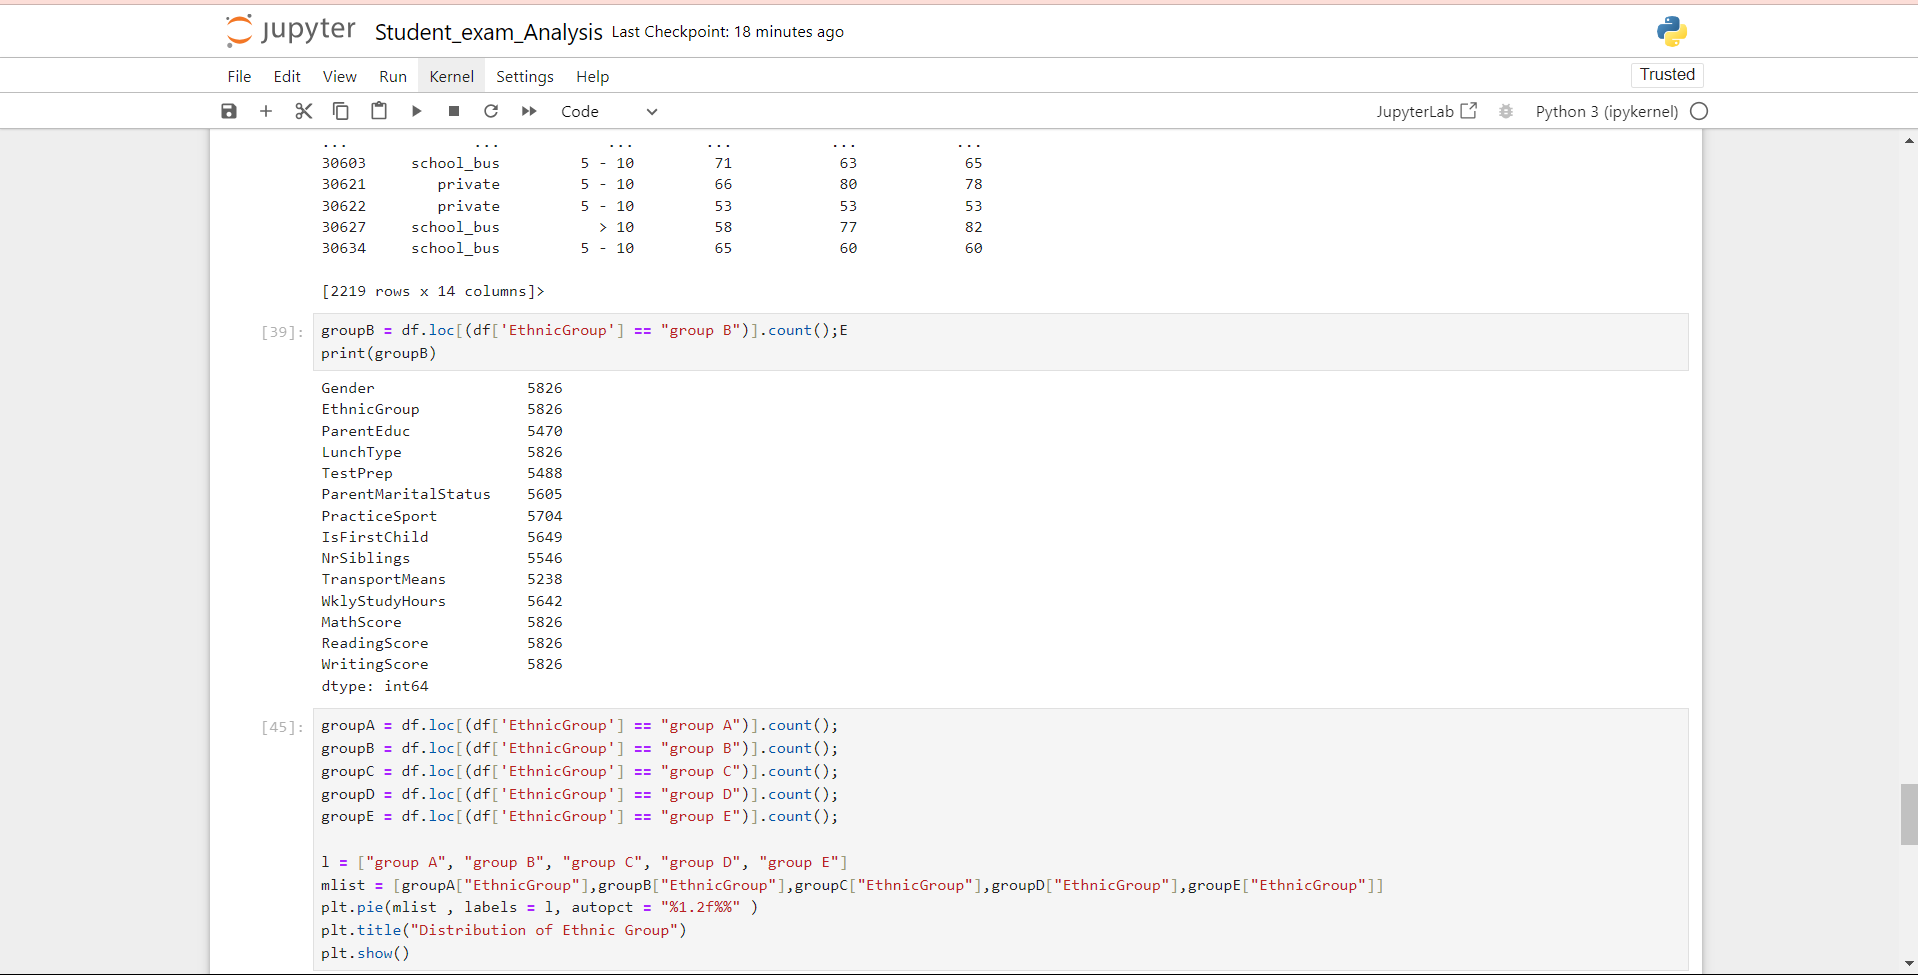 jupyter Student_exam_Analysis Last Checkpoint: 18 minutes ago
File Edit View Run Kernel Settings Help
Trusted
Code
JupyterLab Python 3 (ipykernel)
... ... ... ... ... ...
30603 school_bus 5 - 10 71 63 65
30621 private 5 - 10 66 80 78
30622 private 5 - 10 53 53 53
30627 school_bus > 10 58 77 82
30634 school_bus 5 - 10 65 60 60
[2219 rows x 14 columns]>
[39]:
groupB = df.loc[(df['EthnicGroup'] == "group B")].count();E
print(groupB)
Gender 5826
EthnicGroup 5826
ParentEduc 5470
LunchType 5826
TestPrep 5488
ParentMaritalStatus 5605
PracticeSport 5704
IsFirstChild 5649
NrSiblings 5546
TransportMeans 5238
WklyStudyHours 5642
MathScore 5826
ReadingScore 5826
WritingScore 5826
dtype: int64
[45]:
groupA = df.loc[(df['EthnicGroup'] == "group A")].count();
groupB = df.loc[(df['EthnicGroup'] == "group B")].count();
groupC = df.loc[(df['EthnicGroup'] == "group C")].count();
groupD = df.loc[(df['EthnicGroup'] == "group D")].count();
groupE = df.loc[(df['EthnicGroup'] == "group E")].count();
l = ["group A", "group B", "group C", "group D", "group E"]
mlist = [groupA["EthnicGroup"],groupB["EthnicGroup"],groupC["EthnicGroup"],groupD["EthnicGroup"],groupE["EthnicGroup"]]
plt.pie(mlist , labels = l, autopct = "%1.2f%%" )
plt.title("Distribution of Ethnic Group")
plt.show()